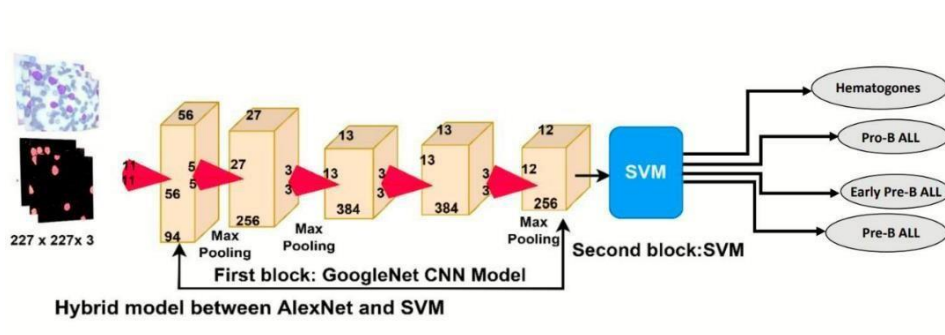 227 x 227x 3
11
11
56
56
94
5
5
Max
Pooling
27
27
256
3
3
Max
Pooling
13
13
384
3
3
13
13
384
3
3
12
12
256
Max
Pooling
SVM
Hematogones
Pro-B ALL
Early Pre-B ALL
Pre-B ALL
Second block:SVM
First block: GoogleNet CNN Model
Hybrid model between AlexNet and SVM